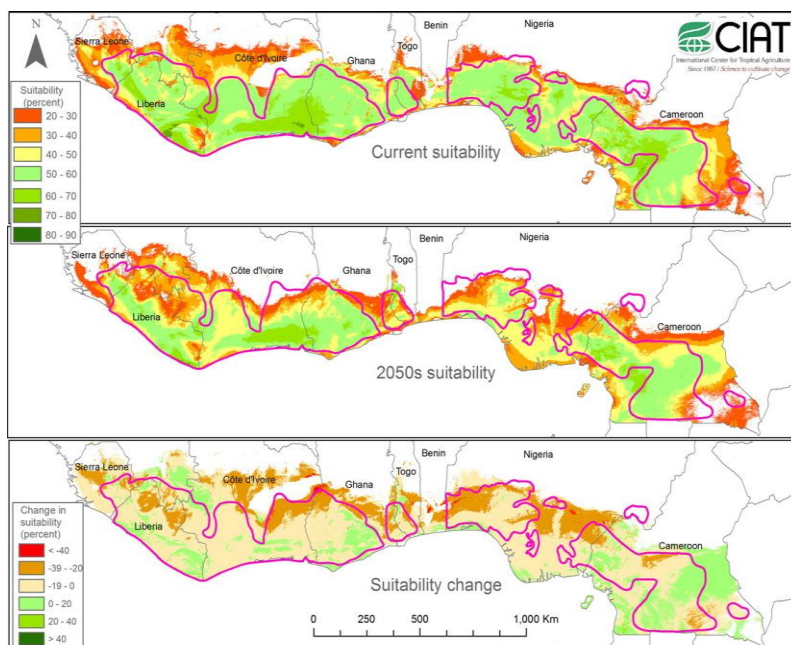 N
Sierra Leone
Côte d'Ivoire
Ghana
Togo
Benin
Nigeria
CIAT
International Center for Tropical Agriculture
Since 1967 / Science to cultivate change
Suitability
(percent)
20 - 30
30 - 40
40 - 50
50 - 60
60 - 70
70 - 80
80 - 90
Liberia
Cameroon
Current suitability
Sierra Leone
Côte d'Ivoire
Ghana
Togo
Benin
Nigeria
Liberia
Cameroon
2050s suitability
Sierra Leone
Côte d'Ivoire
Ghana
Togo
Benin
Nigeria
Change in
suitability
(percent)
< -40
-39 - -20
-19 - 0
0 - 20
20 - 40
> 40
Liberia
Cameroon
Suitability change
0 250 500 1,000 Km